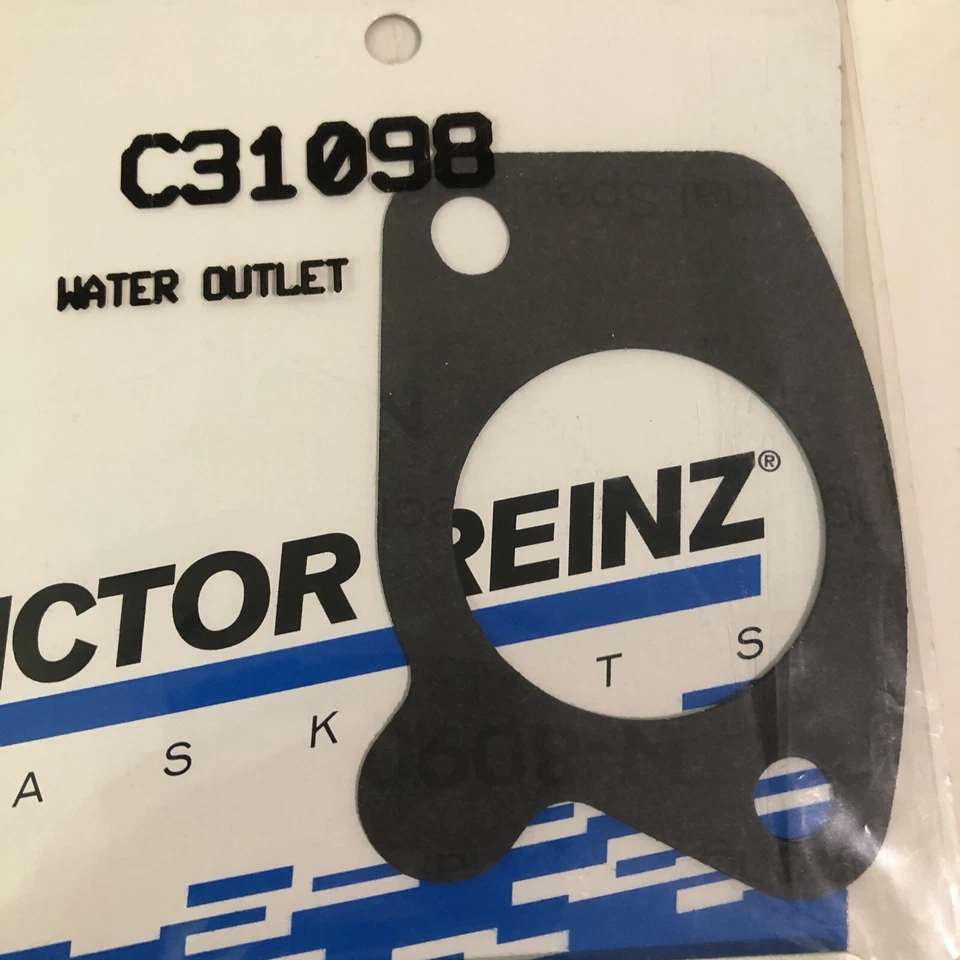 C31098
WATER OUTLET
ICTOR REINZ®
A S K T S